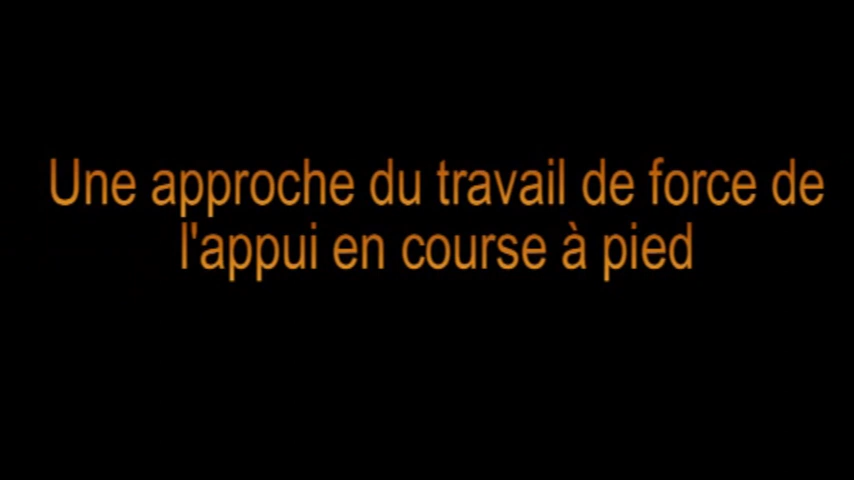 Une approche du travail de force de
l'appui en course à pied